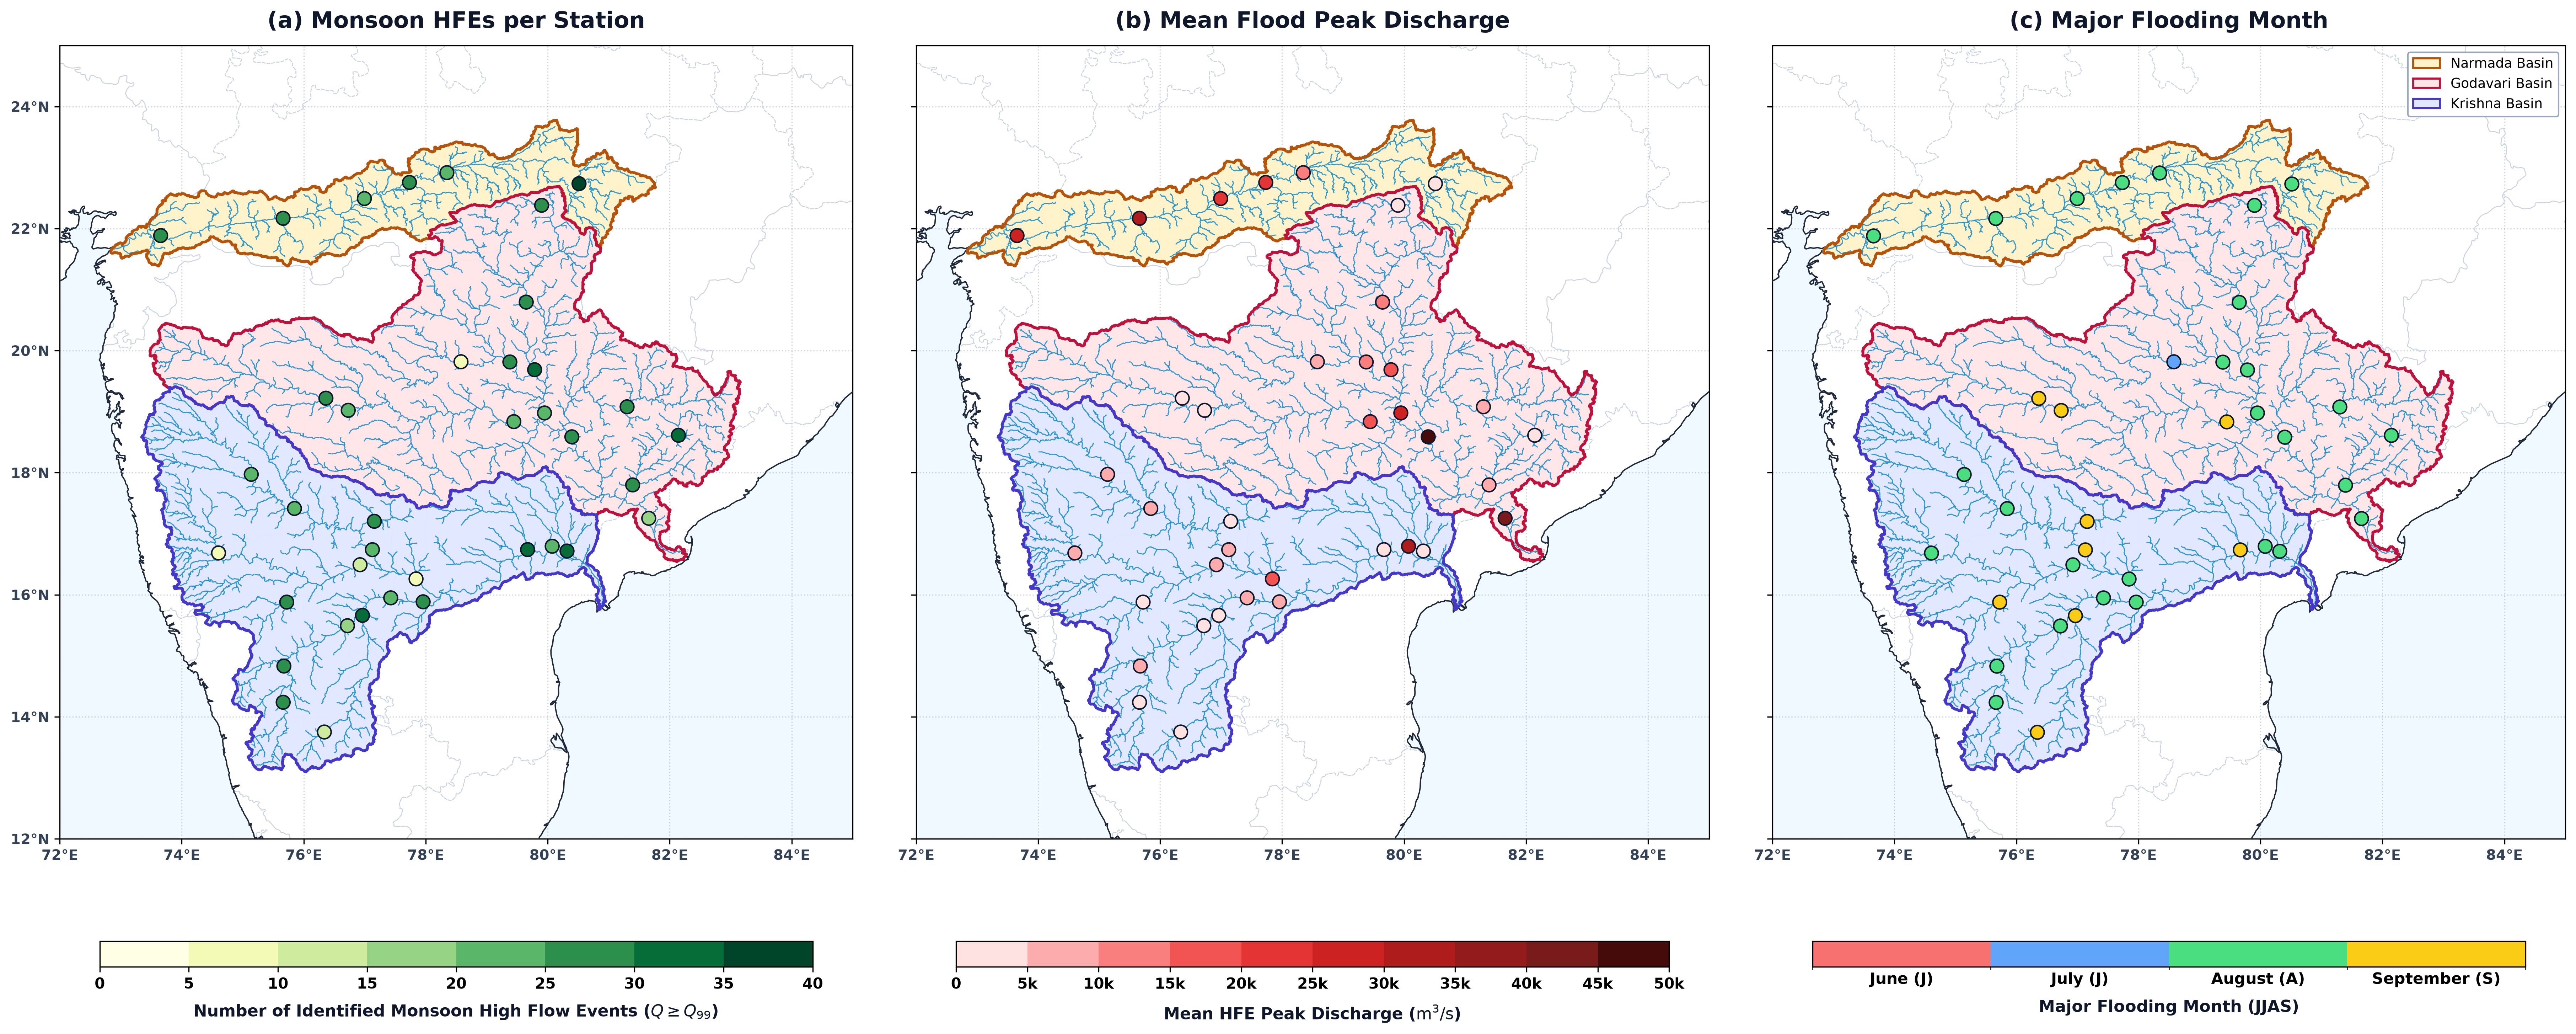 (a) Monsoon HFEs per Station
(b) Mean Flood Peak Discharge
(c) Major Flooding Month
Narmada Basin
Godavari Basin
Krishna Basin
24°N
22°N
20°N
18°N
16°N
14°N
12°N
72°E 74°E 76°E 78°E 80°E 82°E 84°E
72°E 74°E 76°E 78°E 80°E 82°E 84°E
72°E 74°E 76°E 78°E 80°E 82°E 84°E
0 5 10 15 20 25 30 35 40
Number of Identified Monsoon High Flow Events (Q ≥ Q₉₉)
0 5k 10k 15k 20k 25k 30k 35k 40k 45k 50k
Mean HFE Peak Discharge (m³/s)
June (J) July (J) August (A) September (S)
Major Flooding Month (JJAS)